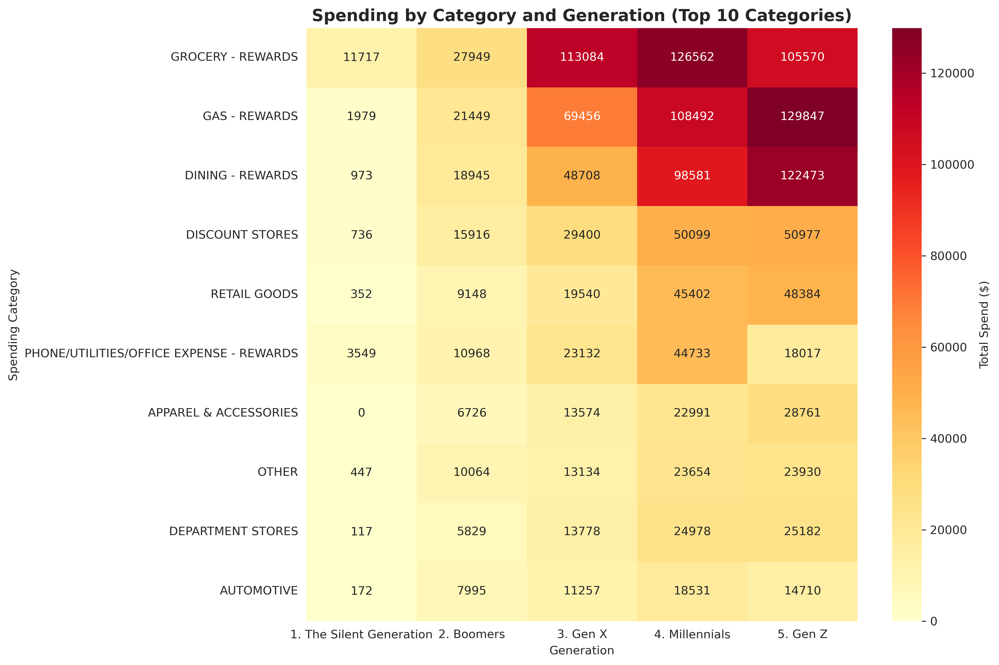 Spending by Category and Generation (Top 10 Categories)
GROCERY - REWARDS 11717 27949 113084 126562 105570
GAS - REWARDS 1979 21449 69456 108492 129847
DINING - REWARDS 973 18945 48708 98581 122473
DISCOUNT STORES 736 15916 29400 50099 50977
RETAIL GOODS 352 9148 19540 45402 48384
PHONE/UTILITIES/OFFICE EXPENSE - REWARDS 3549 10968 23132 44733 18017
APPAREL & ACCESSORIES 0 6726 13574 22991 28761
OTHER 447 10064 13134 23654 23930
DEPARTMENT STORES 117 5829 13778 24978 25182
AUTOMOTIVE 172 7995 11257 18531 14710
1. The Silent Generation 2. Boomers 3. Gen X 4. Millennials 5. Gen Z
Generation
Spending Category
120000
100000
80000
60000
40000
20000
0
Total Spend ($)